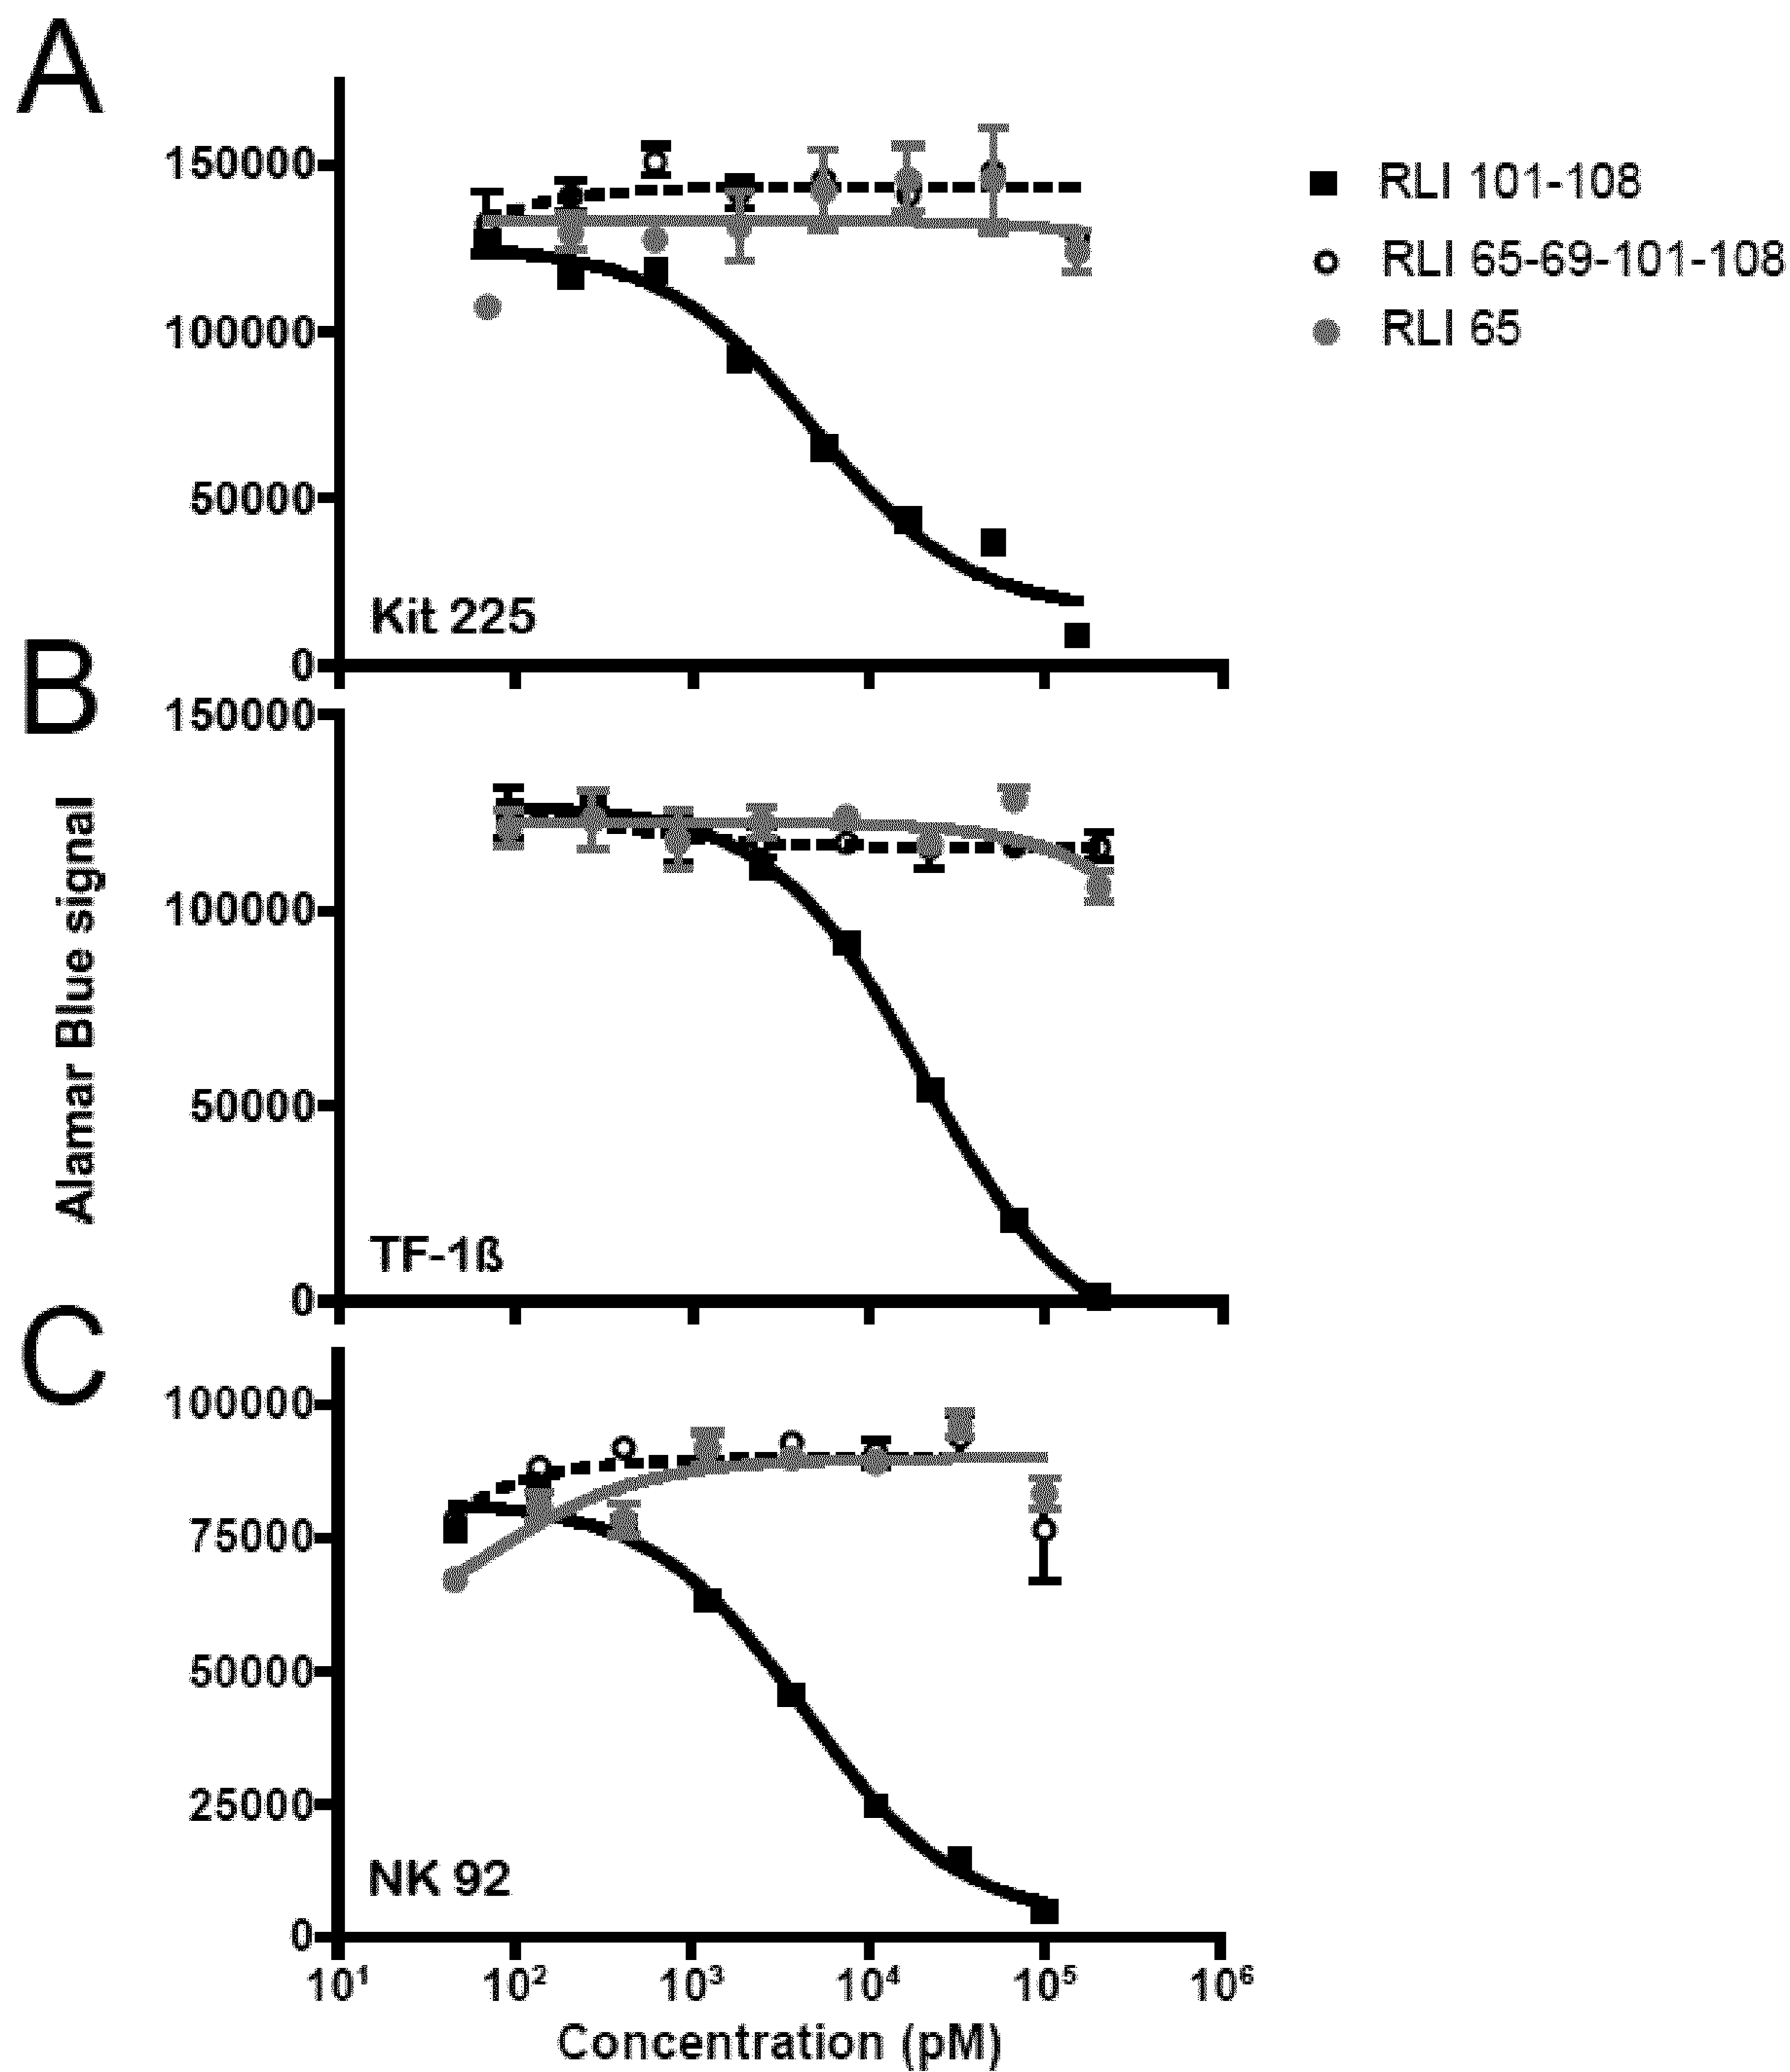 A
150000
100000
50000
0
Kit 225
RLI 101-108
RLI 65-69-101-108
RLI 65
B
150000
100000
50000
0
TF-1ß
Alamar Blue signal
C
100000
75000
50000
25000
0
NK 92
10¹ 10² 10³ 10⁴ 10⁵ 10⁶
Concentration (pM)